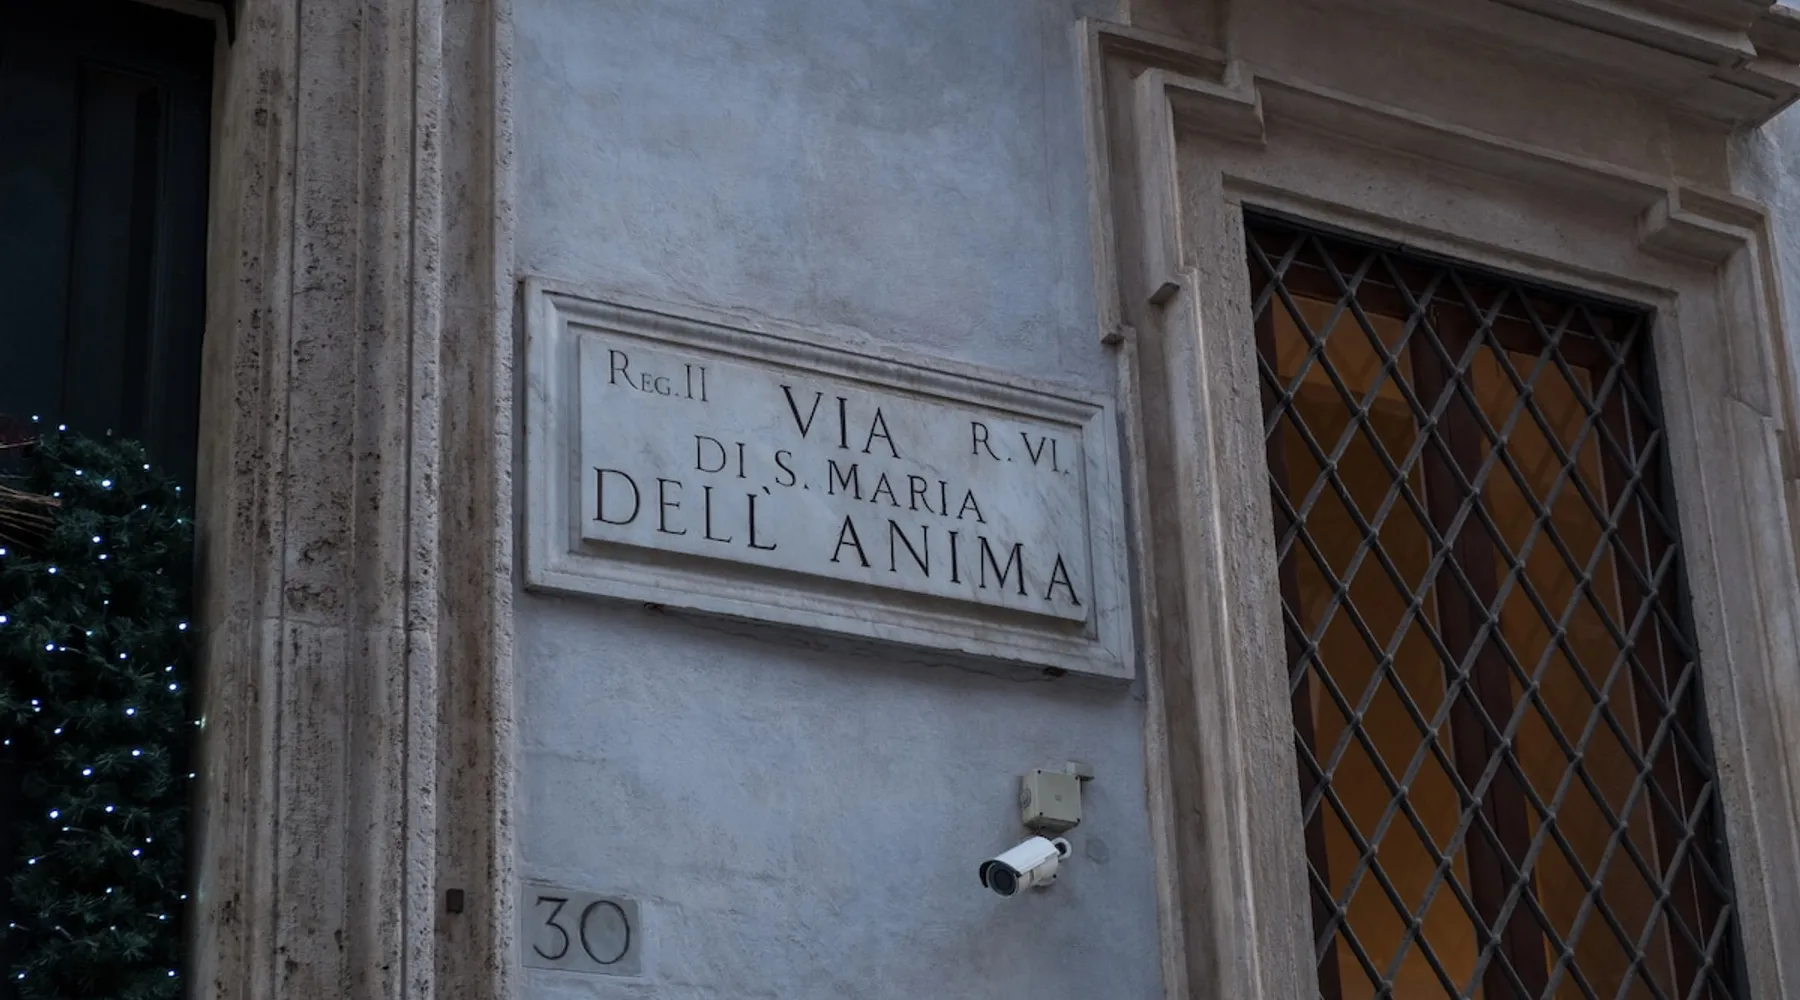 REG. II VIA R. VI.
DI S. MARIA
DELL` ANIMA
30